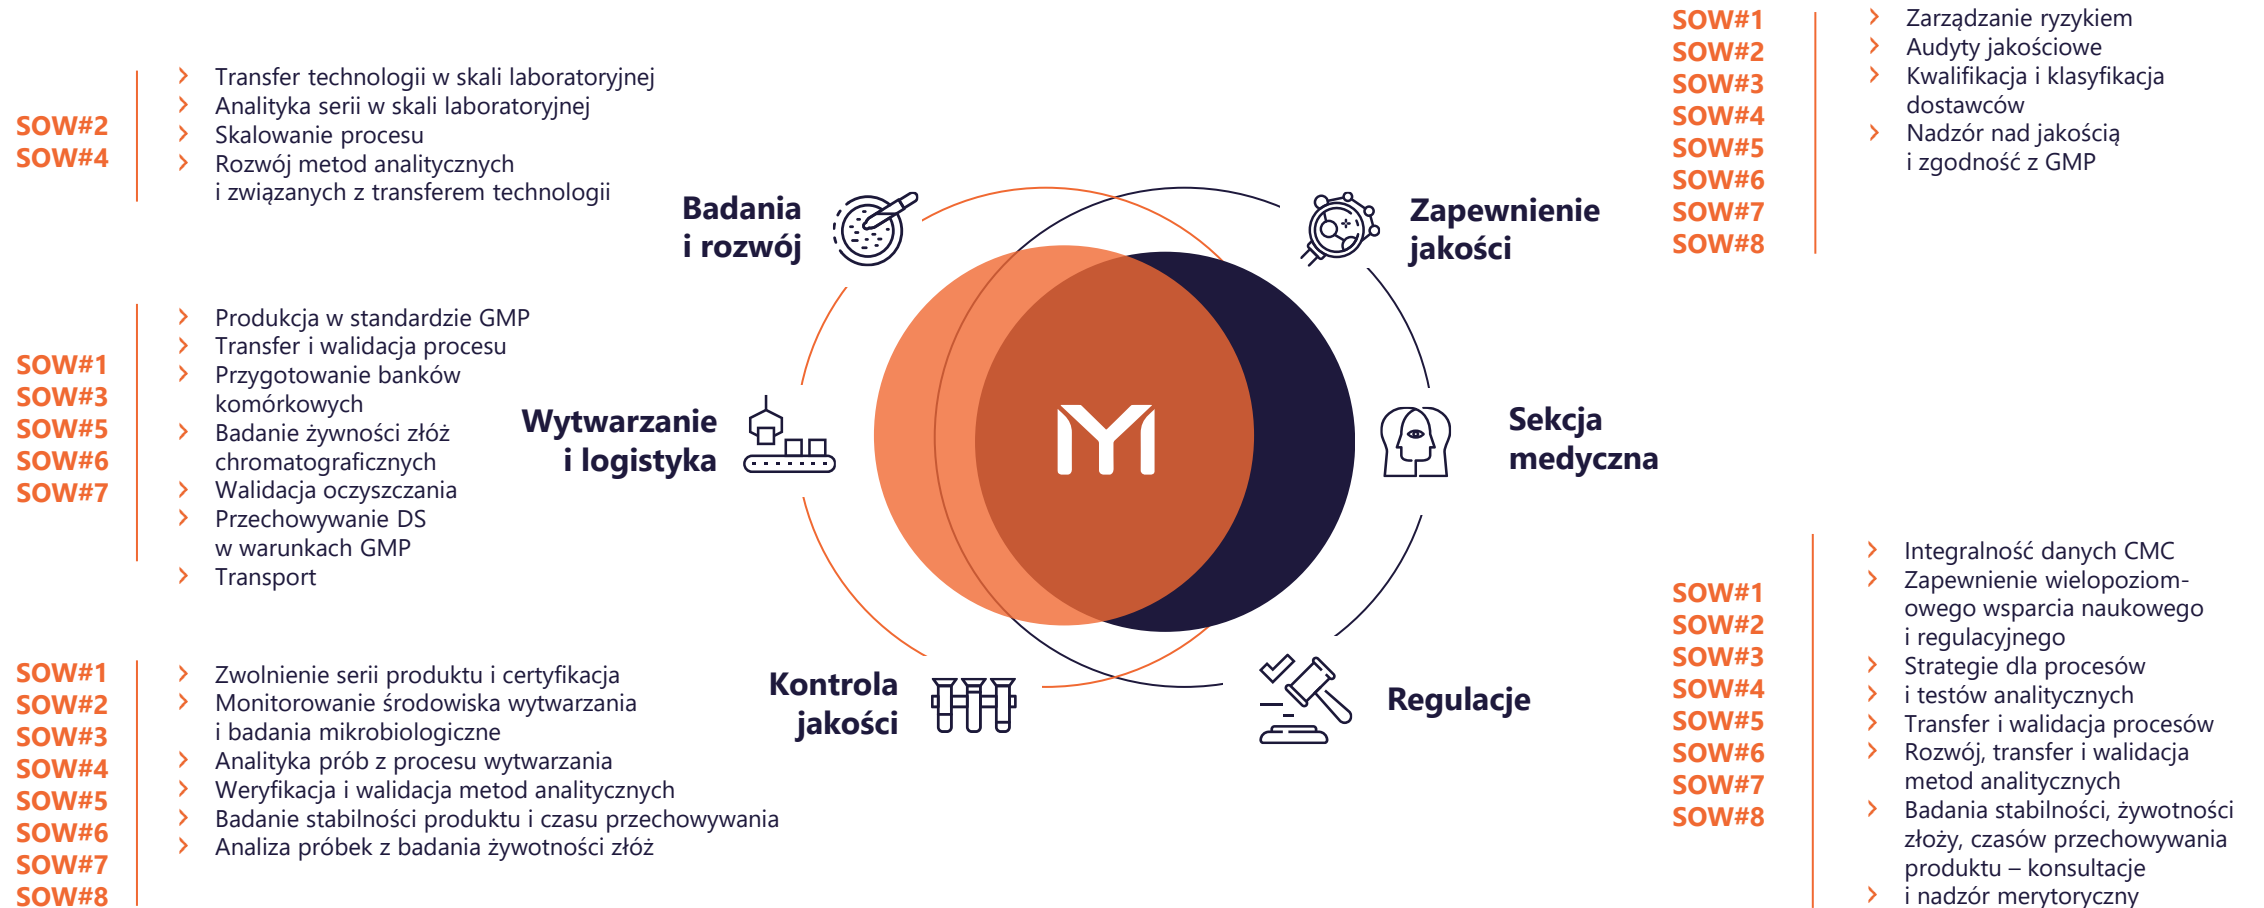 SOW#2
SOW#4
Transfer technologii w skali laboratoryjnej
Analityka serii w skali laboratoryjnej
Skalowanie procesu
Rozwój metod analitycznych
i związanych z transferem technologii
Badania
i rozwój
SOW#1
SOW#3
SOW#5
SOW#6
SOW#7
Produkcja w standardzie GMP
Transfer i walidacja procesu
Przygotowanie banków
komórkowych
Badanie żywności złóż
chromatograficznych
Walidacja oczyszczania
Przechowywanie DS
w warunkach GMP
Transport
Wytwarzanie
i logistyka
SOW#1
SOW#2
SOW#3
SOW#4
SOW#5
SOW#6
SOW#7
SOW#8
Zwolnienie serii produktu i certyfikacja
Monitorowanie środowiska wytwarzania
i badania mikrobiologiczne
Analityka prób z procesu wytwarzania
Weryfikacja i walidacja metod analitycznych
Badanie stabilności produktu i czasu przechowywania
Analiza próbek z badania żywotności złóż
Kontrola
jakości
Zapewnienie
jakości
SOW#1
SOW#2
SOW#3
SOW#4
SOW#5
SOW#6
SOW#7
SOW#8
Zarządzanie ryzykiem
Audyty jakościowe
Kwalifikacja i klasyfikacja
dostawców
Nadzór nad jakością
i zgodność z GMP
Sekcja
medyczna
Regulacje
SOW#1
SOW#2
SOW#3
SOW#4
SOW#5
SOW#6
SOW#7
SOW#8
Integralność danych CMC
Zapewnienie wielopoziom-
owego wsparcia naukowego
i regulacyjnego
Strategie dla procesów
i testów analitycznych
Transfer i walidacja procesów
Rozwój, transfer i walidacja
metod analitycznych
Badania stabilności, żywotności
złoży, czasów przechowywania
produktu – konsultacje
i nadzór merytoryczny